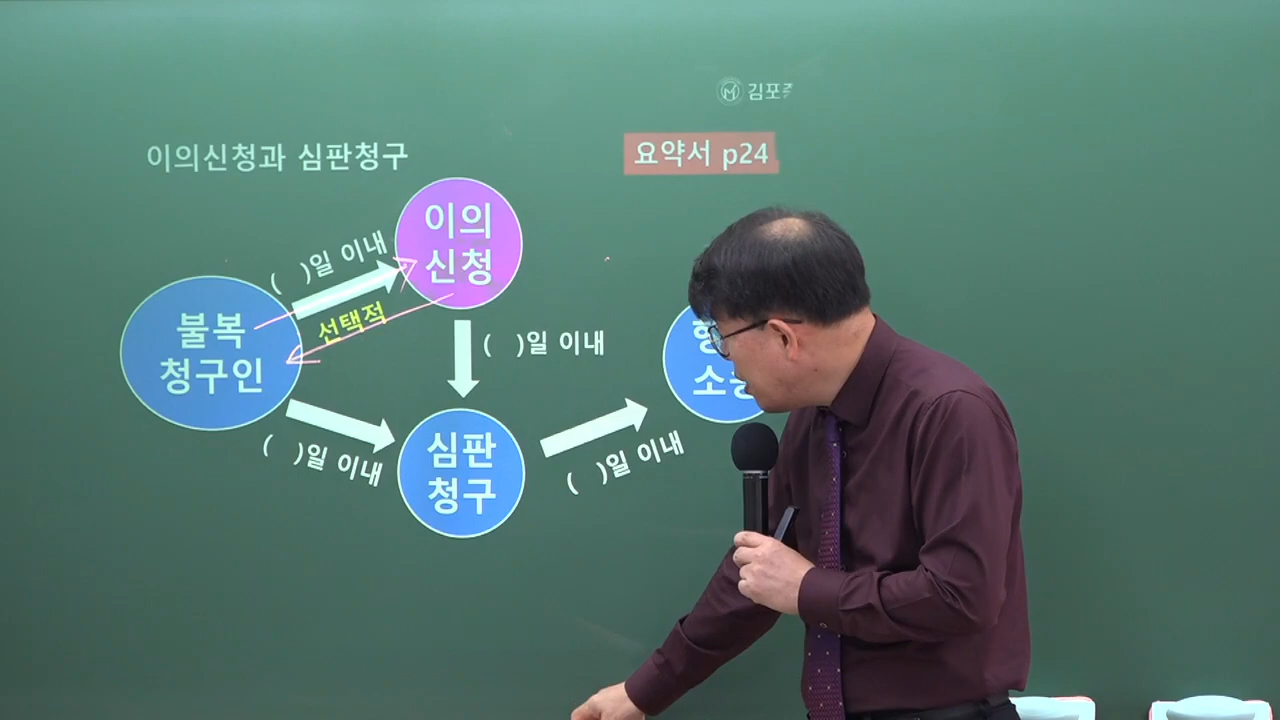 김포
이의신청과 심판청구
요약서 p24
이의
신청
( )일 이내
선택적
불복
청구인
( )일 이내
( )일 이내
심판
청구
( )일 이내
소